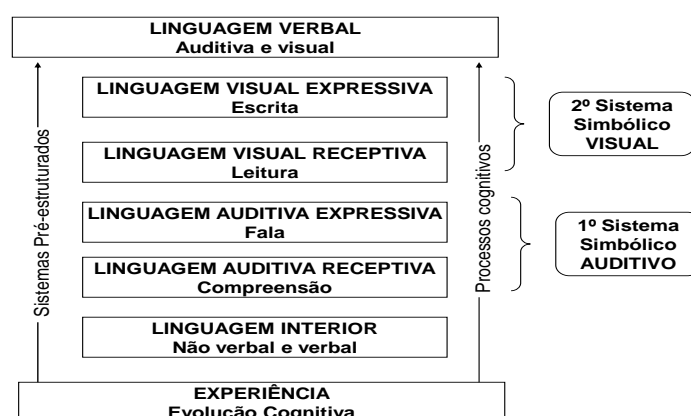 LINGUAGEM VERBAL
Auditiva e visual
LINGUAGEM VISUAL EXPRESSIVA
Escrita
LINGUAGEM VISUAL RECEPTIVA
Leitura
LINGUAGEM AUDITIVA EXPRESSIVA
Fala
LINGUAGEM AUDITIVA RECEPTIVA
Compreensão
LINGUAGEM INTERIOR
Não verbal e verbal
EXPERIÊNCIA
Evolução Cognitiva
Sistemas Pré-estruturados
Processos cognitivos
2º Sistema
Simbólico
VISUAL
1º Sistema
Simbólico
AUDITIVO